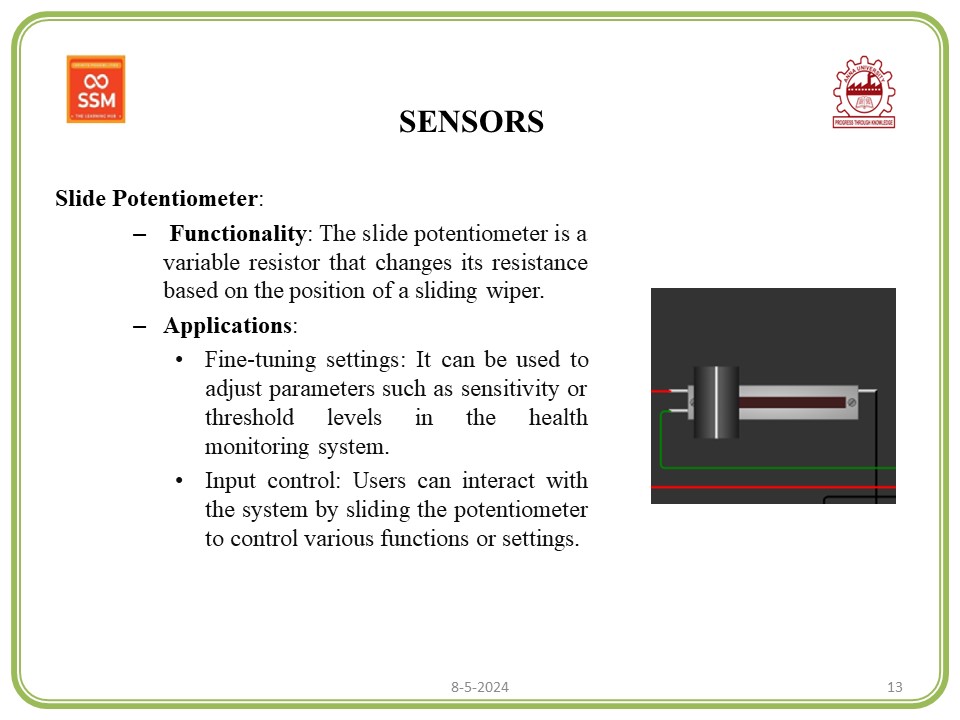 SSM
THE LEARNING HUB
ANNA UNIVERSITY
PROGRESS THROUGH KNOWLEDGE
SENSORS
Slide Potentiometer:
– Functionality: The slide potentiometer is a
variable resistor that changes its resistance
based on the position of a sliding wiper.
– Applications:
• Fine-tuning settings: It can be used to
adjust parameters such as sensitivity or
threshold levels in the health
monitoring system.
• Input control: Users can interact with
the system by sliding the potentiometer
to control various functions or settings.
8-5-2024
13